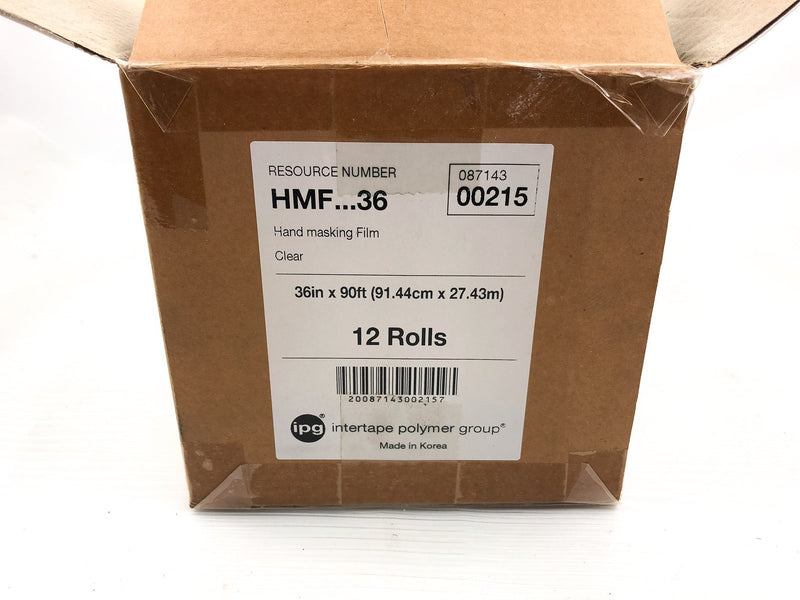 RESOURCE NUMBER
HMF...36
087143
00215
Hand masking Film
Clear
36in x 90ft (91.44cm x 27.43m)
12 Rolls
20087143002157
ipg® intertape polymer group®
Made in Korea